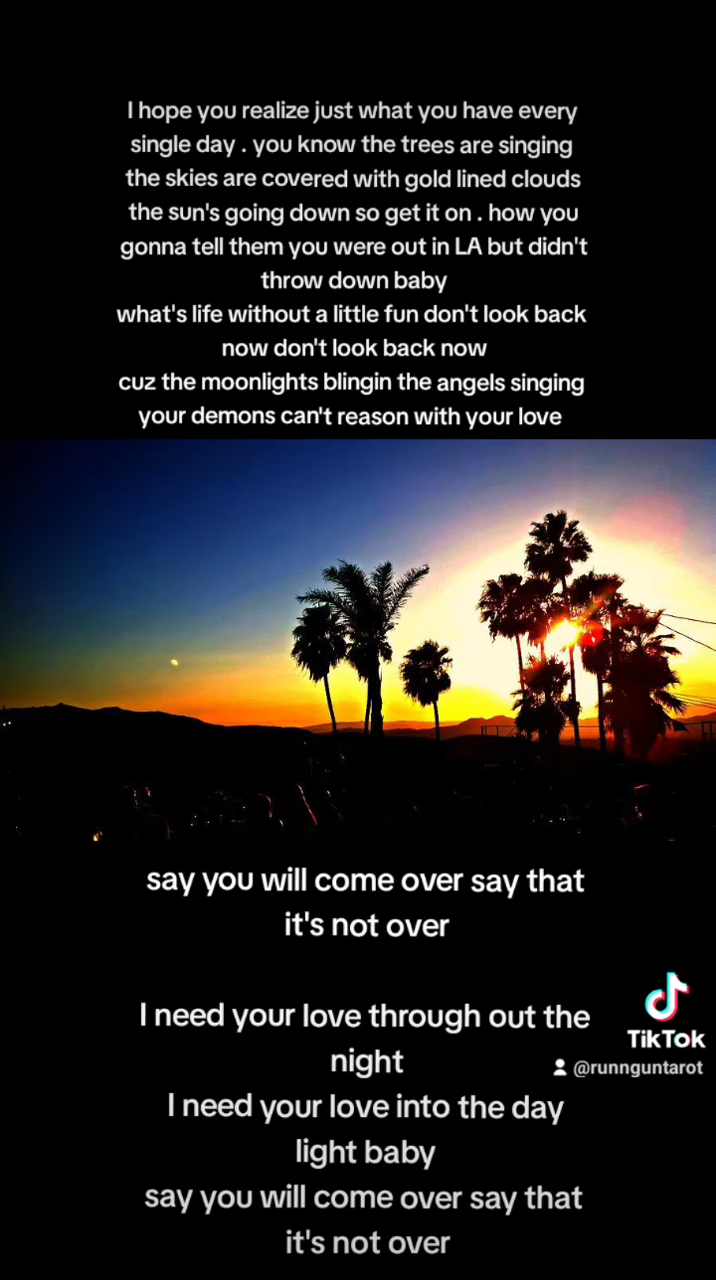 I hope you realize just what you have every
single day . you know the trees are singing
the skies are covered with gold lined clouds
the sun's going down so get it on . how you
gonna tell them you were out in LA but didn't
throw down baby
what's life without a little fun don't look back
now don't look back now
cuz the moonlights blingin the angels singing
your demons can't reason with your love
say you will come over say that
it's not over
I need your love through out the
night
I need your love into the day
light baby
say you will come over say that
it's not over
TikTok
@runnguntarot